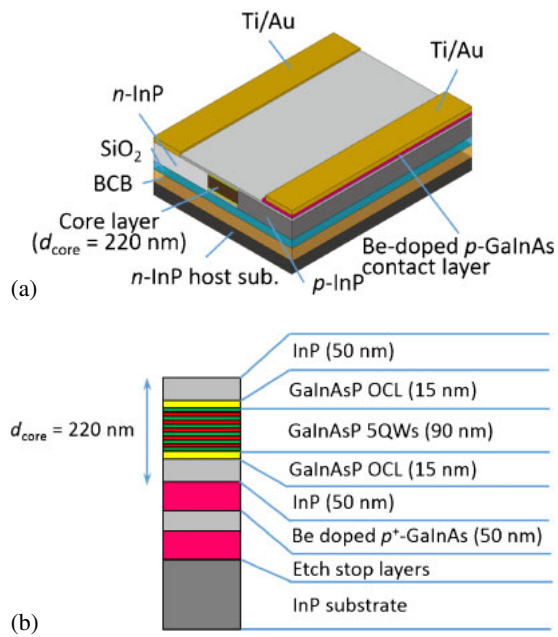 Ti/Au
Ti/Au
n-InP
SiO₂
BCB
Core layer
(d_core = 220 nm)
n-InP host sub.
p-InP
Be-doped p-GaInAs
contact layer
(a)
InP (50 nm)
GaInAsP OCL (15 nm)
d_core = 220 nm
GaInAsP 5QWs (90 nm)
GaInAsP OCL (15 nm)
InP (50 nm)
Be doped p⁺-GaInAs (50 nm)
Etch stop layers
InP substrate
(b)